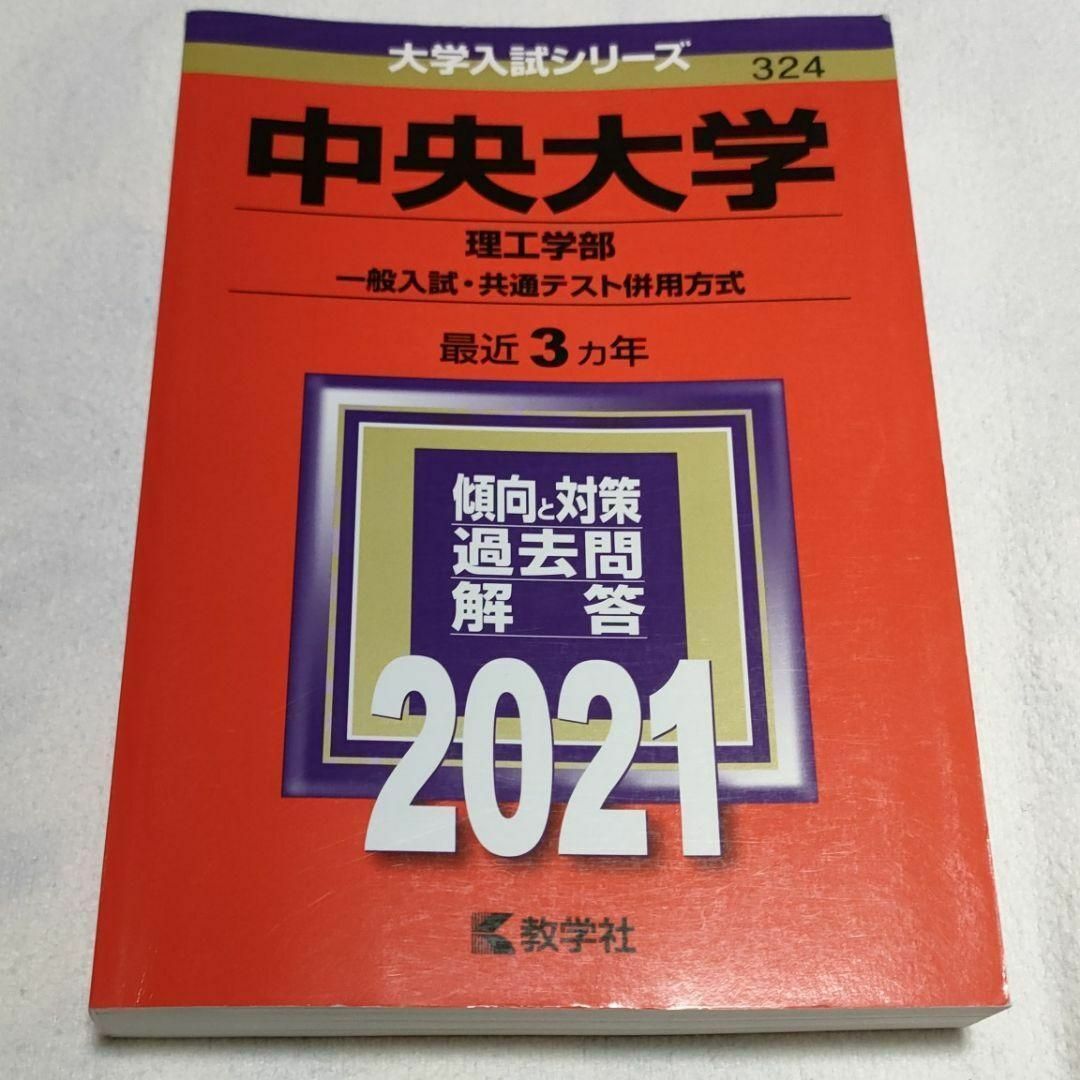 大学入試シリーズ
324
中央大学
理工学部
一般入試・共通テスト併用方式
最近 3 カ年
傾向と対策
過去問
解答
2021
教学社